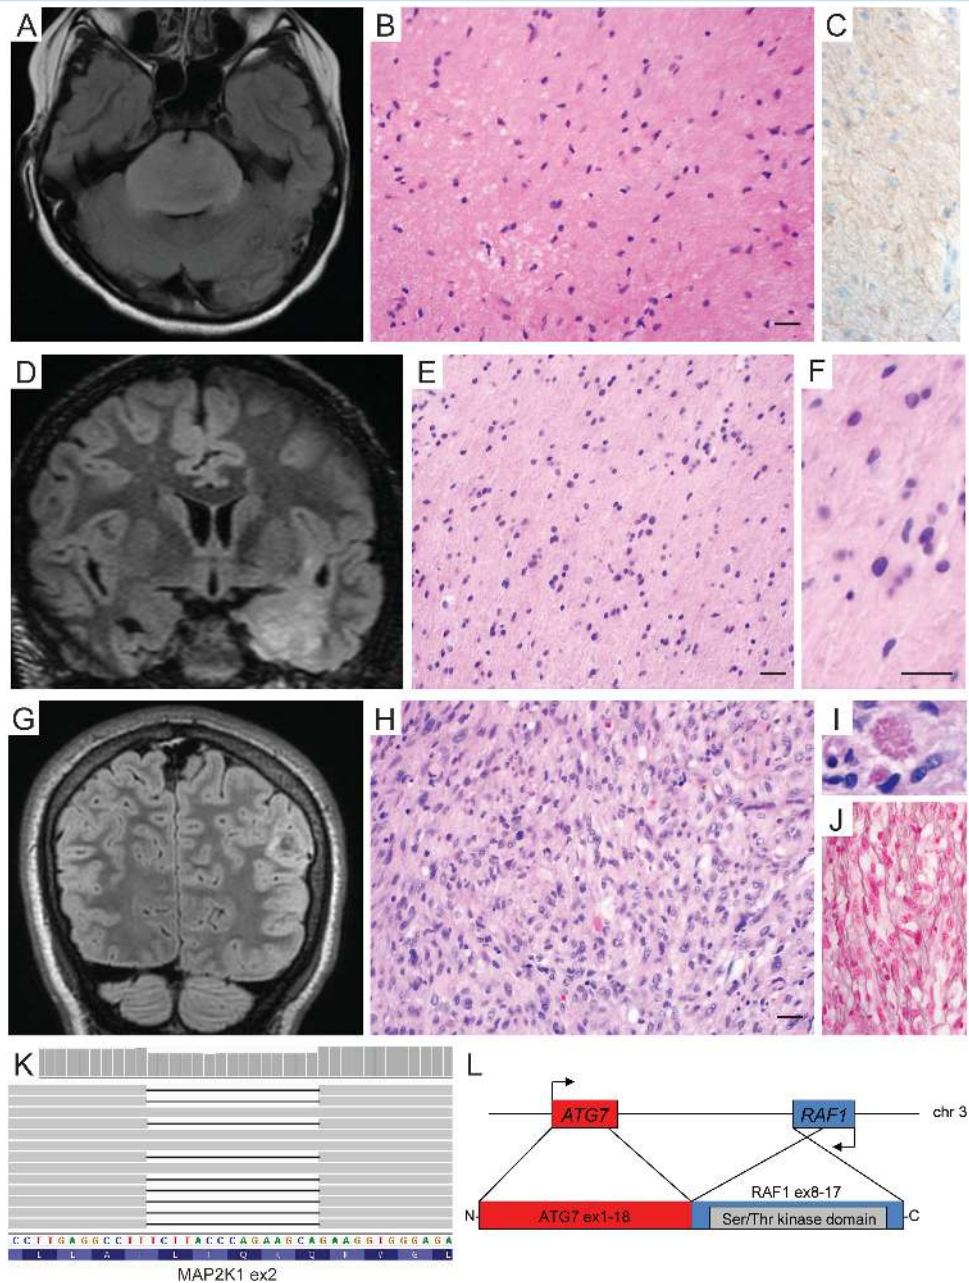 A
B
C
D
E
F
G
H
I
J
K
L
ATG7
RAF1
chr 3
RAF1 ex8-17
N-
ATG7 ex1-18
Ser/Thr kinase domain
-C
CCTTGAGGCCTTTCTTACCCAGAAGCAGAAGGTGGGAGA
MAP2K1 ex2